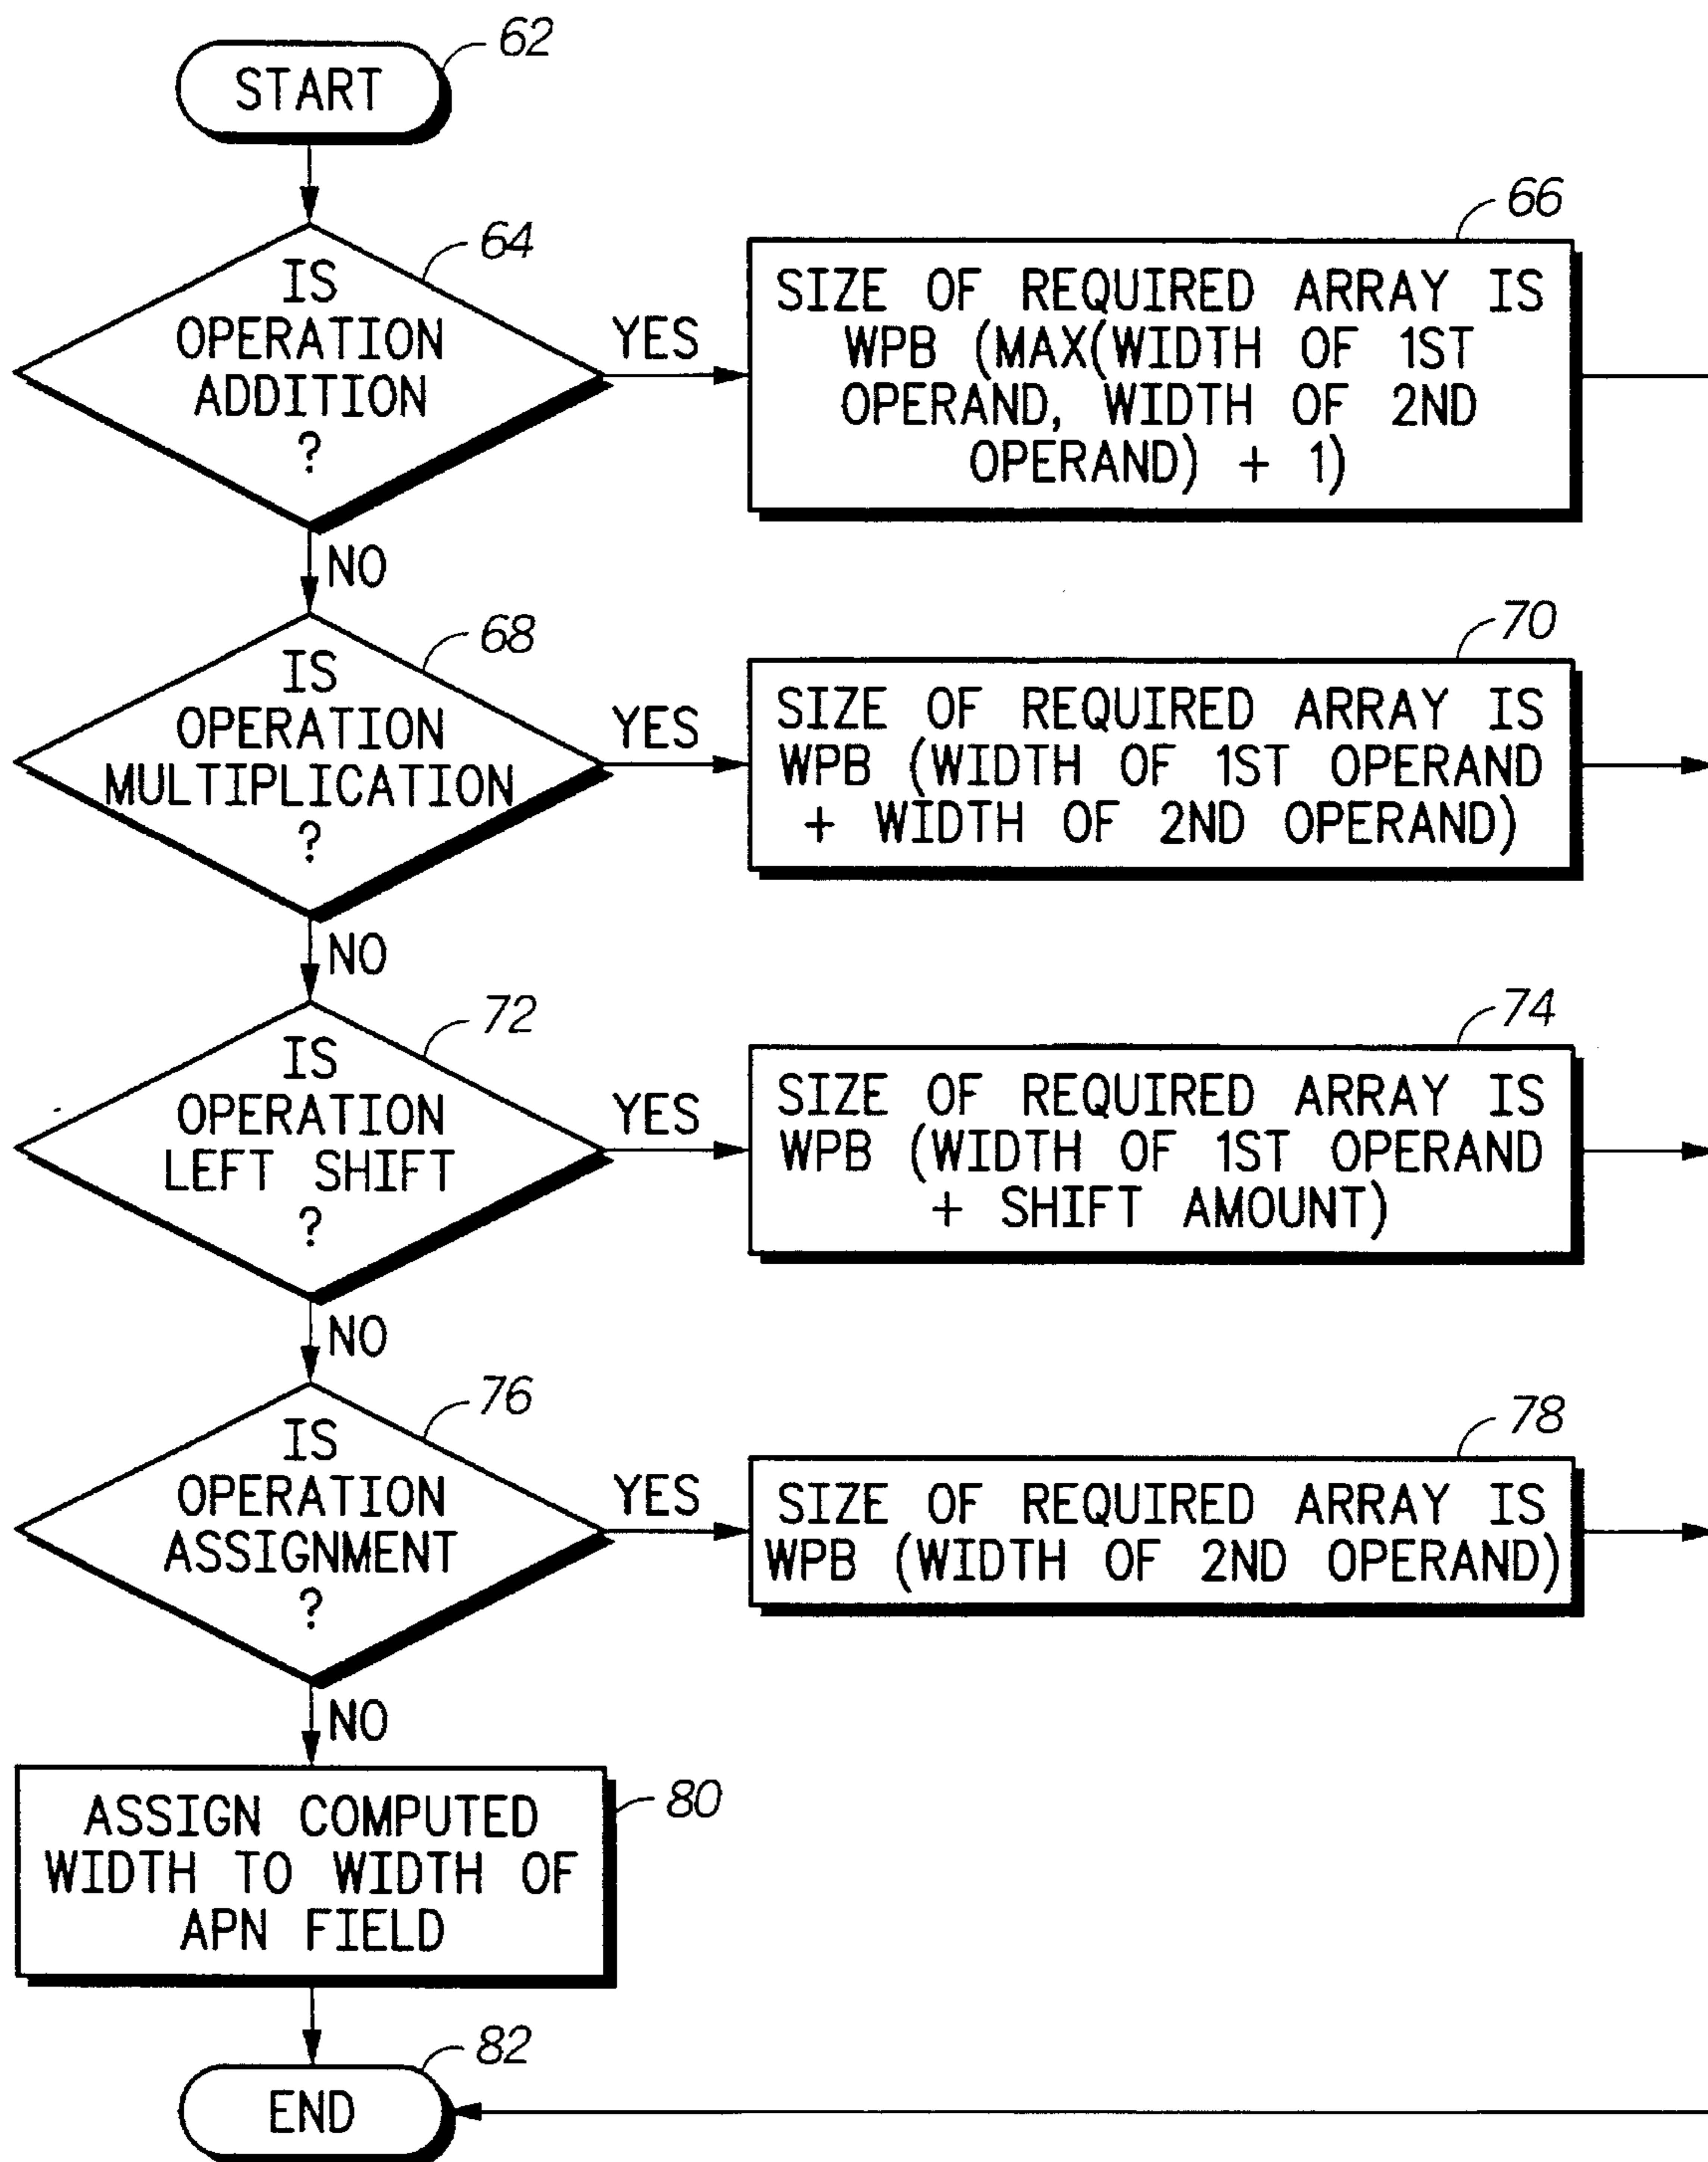 START
62
IS
OPERATION
ADDITION
?
64
YES
SIZE OF REQUIRED ARRAY IS
WPB (MAX(WIDTH OF 1ST
OPERAND, WIDTH OF 2ND
OPERAND) + 1)
66
NO
IS
OPERATION
MULTIPLICATION
?
68
YES
SIZE OF REQUIRED ARRAY IS
WPB (WIDTH OF 1ST OPERAND
+ WIDTH OF 2ND OPERAND)
70
NO
IS
OPERATION
LEFT SHIFT
?
72
YES
SIZE OF REQUIRED ARRAY IS
WPB (WIDTH OF 1ST OPERAND
+ SHIFT AMOUNT)
74
NO
IS
OPERATION
ASSIGNMENT
?
76
YES
SIZE OF REQUIRED ARRAY IS
WPB (WIDTH OF 2ND OPERAND)
78
NO
ASSIGN COMPUTED
WIDTH TO WIDTH OF
APN FIELD
80
END
82